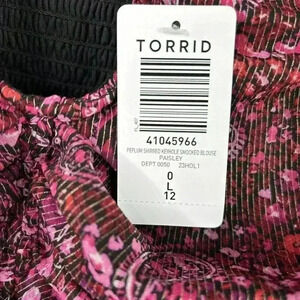 TORRID
41045966
PEPLUM SHIRRED KEYHOLE SMOCKED BLOUSE
PAISLEY
DEPT 0050 23HOL1
0
L
12